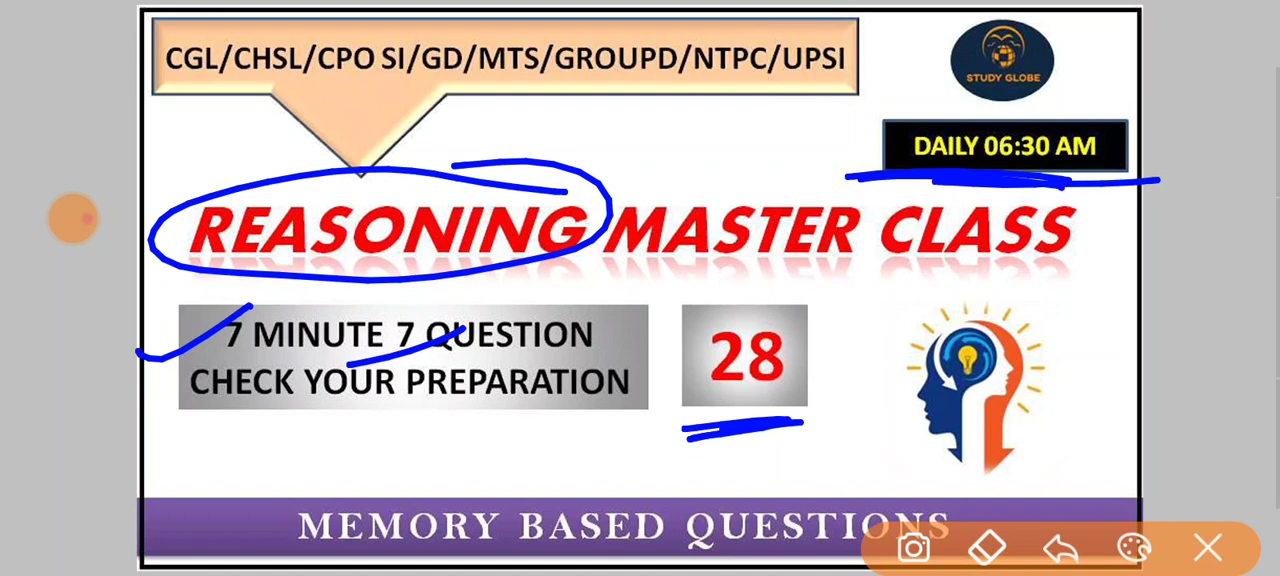 CGL/CHSL/CPO SI/GD/MTS/GROUPD/NTPC/UPSI
STUDY GLOBE
DAILY 06:30 AM
REASONING MASTER CLASS
7 MINUTE 7 QUESTION
CHECK YOUR PREPARATION
28
MEMORY BASED QUESTIONS